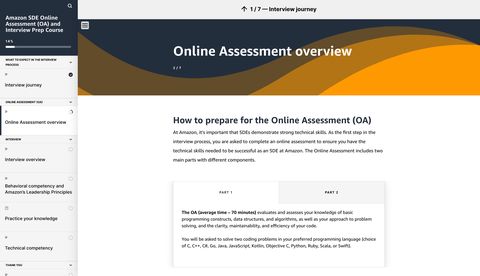 Amazon SDE Online
Assessment (OA) and
Interview Prep Course
14%
WHAT TO EXPECT IN THE INTERVIEW
PROCESS
Interview journey
ONLINE ASSESSMENT (OA)
Online Assessment overview
INTERVIEW
Interview overview
Behavioral competency and
Amazon's Leadership Principles
Practice your knowledge
Technical competency
THANK YOU
1 / 7 — Interview journey
Online Assessment overview
How to prepare for the Online Assessment (OA)
At Amazon, it's important that SDEs demonstrate strong technical skills. As the first step in the
interview process, you are asked to complete an online assessment to ensure you have the
technical skills needed to be successful as an SDE at Amazon. The Online Assessment includes two
main parts with different components.
PART 1
PART 2
The OA (average time – 70 minutes) evaluates and assesses your knowledge of basic
programming constructs, data structures, and algorithms, as well as your approach to problem
solving, and the clarity, maintainability, and efficiency of your code.
You will be asked to solve two coding problems in your preferred programming language (choice
of C, C++, C#, Go, Java, JavaScript, Kotlin, Objective C, Python, Ruby, Scala, or Swift).